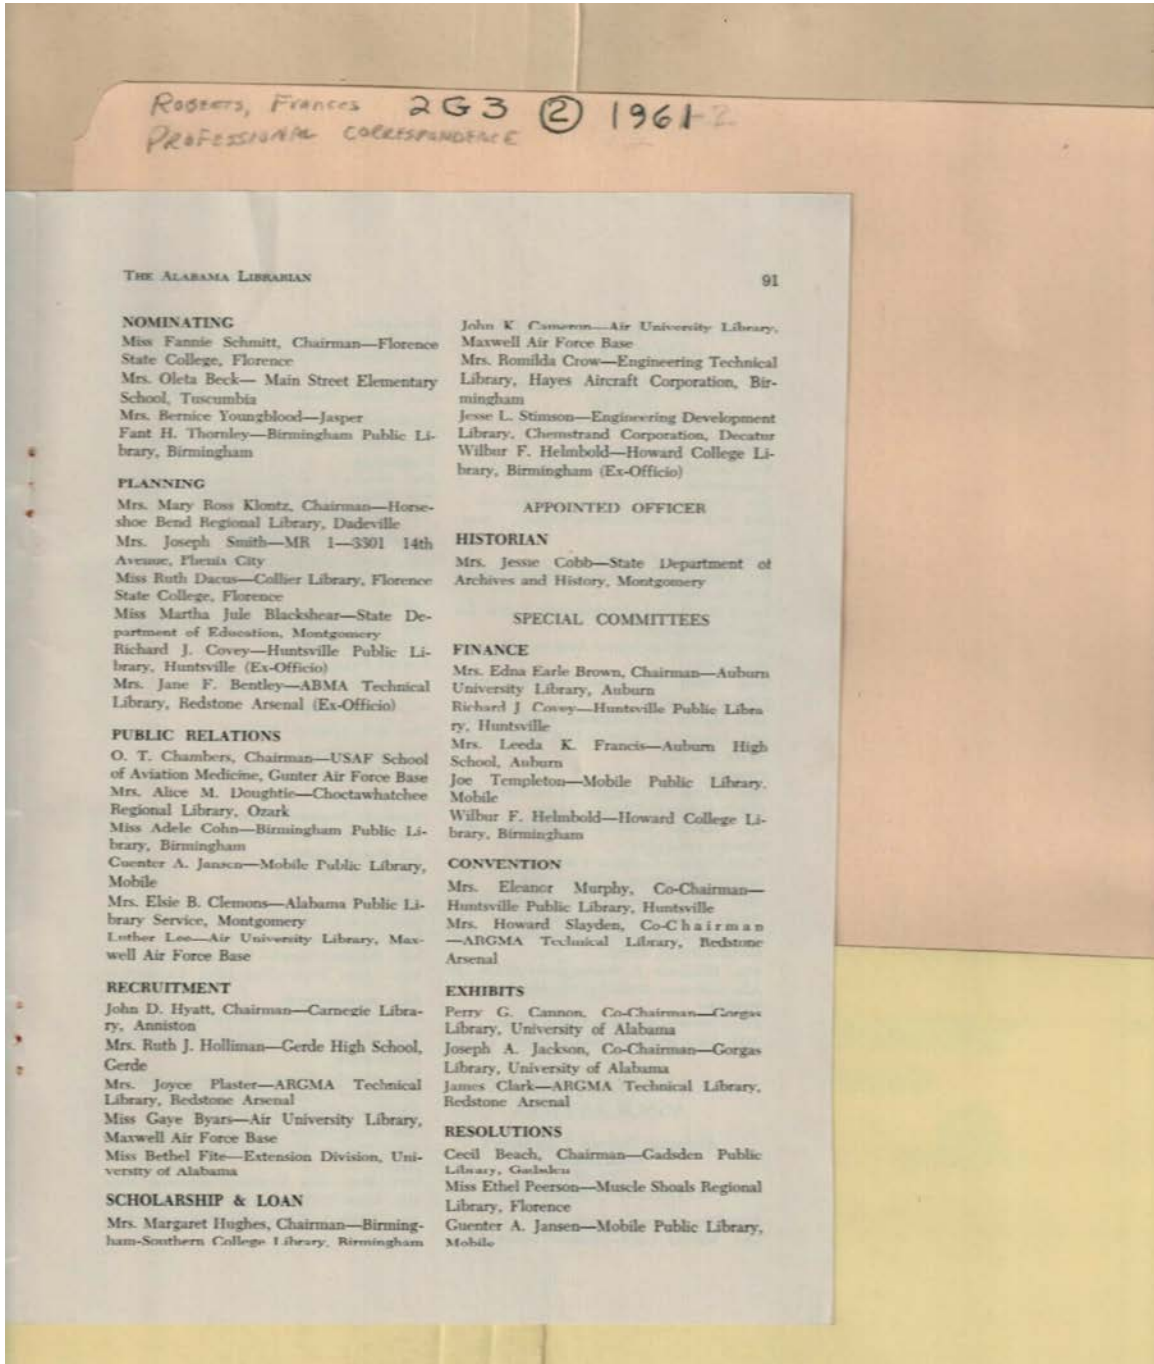 Roberts, Frances 2G3 ② 1961-2
PROFESSIONAL CORRESPONDENCE
THE ALABAMA LIBRARIAN
91
NOMINATING
Miss Fannie Schmitt, Chairman—Florence
State College, Florence
Mrs. Oleta Beck— Main Street Elementary
School, Tuscumbia
Mrs. Bernice Youngblood—Jasper
Fant H. Thornley—Birmingham Public Li-
brary, Birmingham
PLANNING
Mrs. Mary Ross Klontz, Chairman—Horse-
shoe Bend Regional Library, Dadeville
Mrs. Joseph Smith—MR 1—3301 14th
Avenue, Phenix City
Miss Ruth Dacus—Collier Library, Florence
State College, Florence
Miss Martha Jule Blackshear—State De-
partment of Education, Montgomery
Richard J. Covey—Huntsville Public Li-
brary, Huntsville (Ex-Officio)
Mrs. Jane F. Bentley—ABMA Technical
Library, Redstone Arsenal (Ex-Officio)
PUBLIC RELATIONS
O. T. Chambers, Chairman—USAF School
of Aviation Medicine, Gunter Air Force Base
Mrs. Alice M. Doughtie—Choctawhatchee
Regional Library, Ozark
Miss Adele Cohn—Birmingham Public Li-
brary, Birmingham
Guenter A. Jansen—Mobile Public Library,
Mobile
Mrs. Elsie B. Clemons—Alabama Public Li-
brary Service, Montgomery
Luther Lee—Air University Library, Max-
well Air Force Base
RECRUITMENT
John D. Hyatt, Chairman—Carnegie Libra-
ry, Anniston
Mrs. Ruth J. Holliman—Gerde High School,
Gerde
Mrs. Joyce Plaster—ARGMA Technical
Library, Redstone Arsenal
Miss Gaye Byars—Air University Library,
Maxwell Air Force Base
Miss Bethel Fite—Extension Division, Uni-
versity of Alabama
SCHOLARSHIP & LOAN
Mrs. Margaret Hughes, Chairman—Birming-
ham-Southern College Library, Birmingham
John K. Cameron—Air University Library,
Maxwell Air Force Base
Mrs. Romilda Crow—Engineering Technical
Library, Hayes Aircraft Corporation, Bir-
mingham
Jesse L. Stimson—Engineering Development
Library, Chemstrand Corporation, Decatur
Wilbur F. Helmbold—Howard College Li-
brary, Birmingham (Ex-Officio)
APPOINTED OFFICER
HISTORIAN
Mrs. Jessie Cobb—State Department of
Archives and History, Montgomery
SPECIAL COMMITTEES
FINANCE
Mrs. Edna Earle Brown, Chairman—Auburn
University Library, Auburn
Richard J. Covey—Huntsville Public Libra
ry, Huntsville
Mrs. Leeda K. Francis—Auburn High
School, Auburn
Joe Templeton—Mobile Public Library,
Mobile
Wilbur F. Helmbold—Howard College Li-
brary, Birmingham
CONVENTION
Mrs. Eleanor Murphy, Co-Chairman—
Huntsville Public Library, Huntsville
Mrs. Howard Slayden, Co-Chairman
—ARGMA Technical Library, Redstone
Arsenal
EXHIBITS
Perry G. Cannon, Co-Chairman—Gorgas
Library, University of Alabama
Joseph A. Jackson, Co-Chairman—Gorgas
Library, University of Alabama
James Clark—ARGMA Technical Library,
Redstone Arsenal
RESOLUTIONS
Cecil Beach, Chairman—Gadsden Public
Library, Gadsden
Miss Ethel Peerson—Muscle Shoals Regional
Library, Florence
Guenter A. Jansen—Mobile Public Library,
Mobile